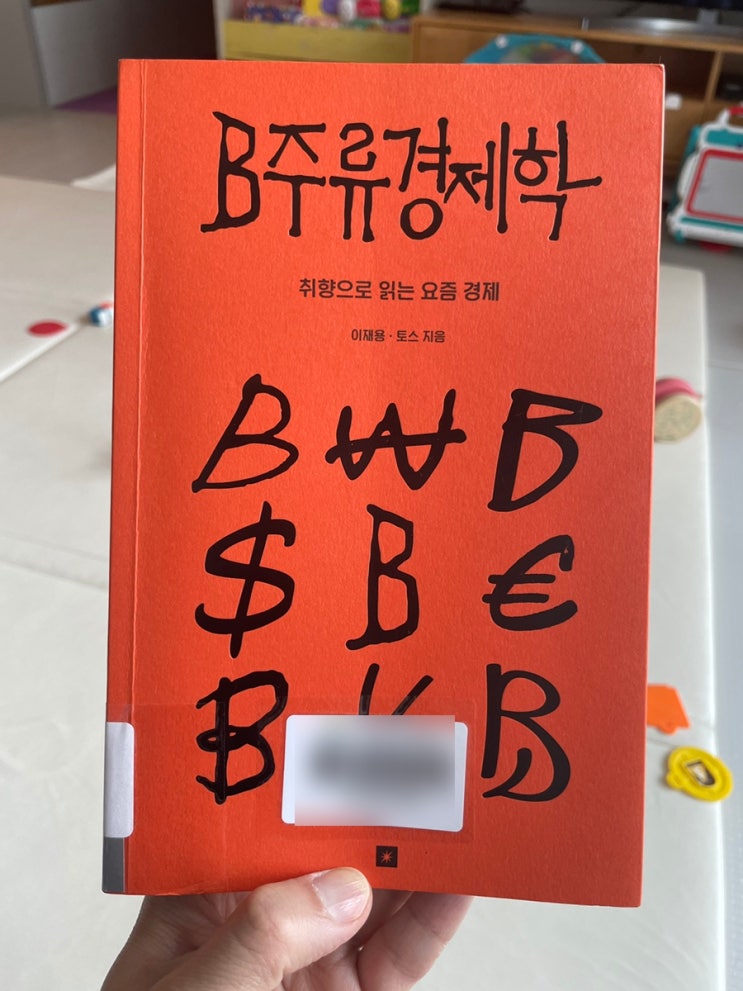 B주류경제학
취향으로 읽는 요즘 경제
이재용·토스 지음
B ₩ B
$ B €
B B